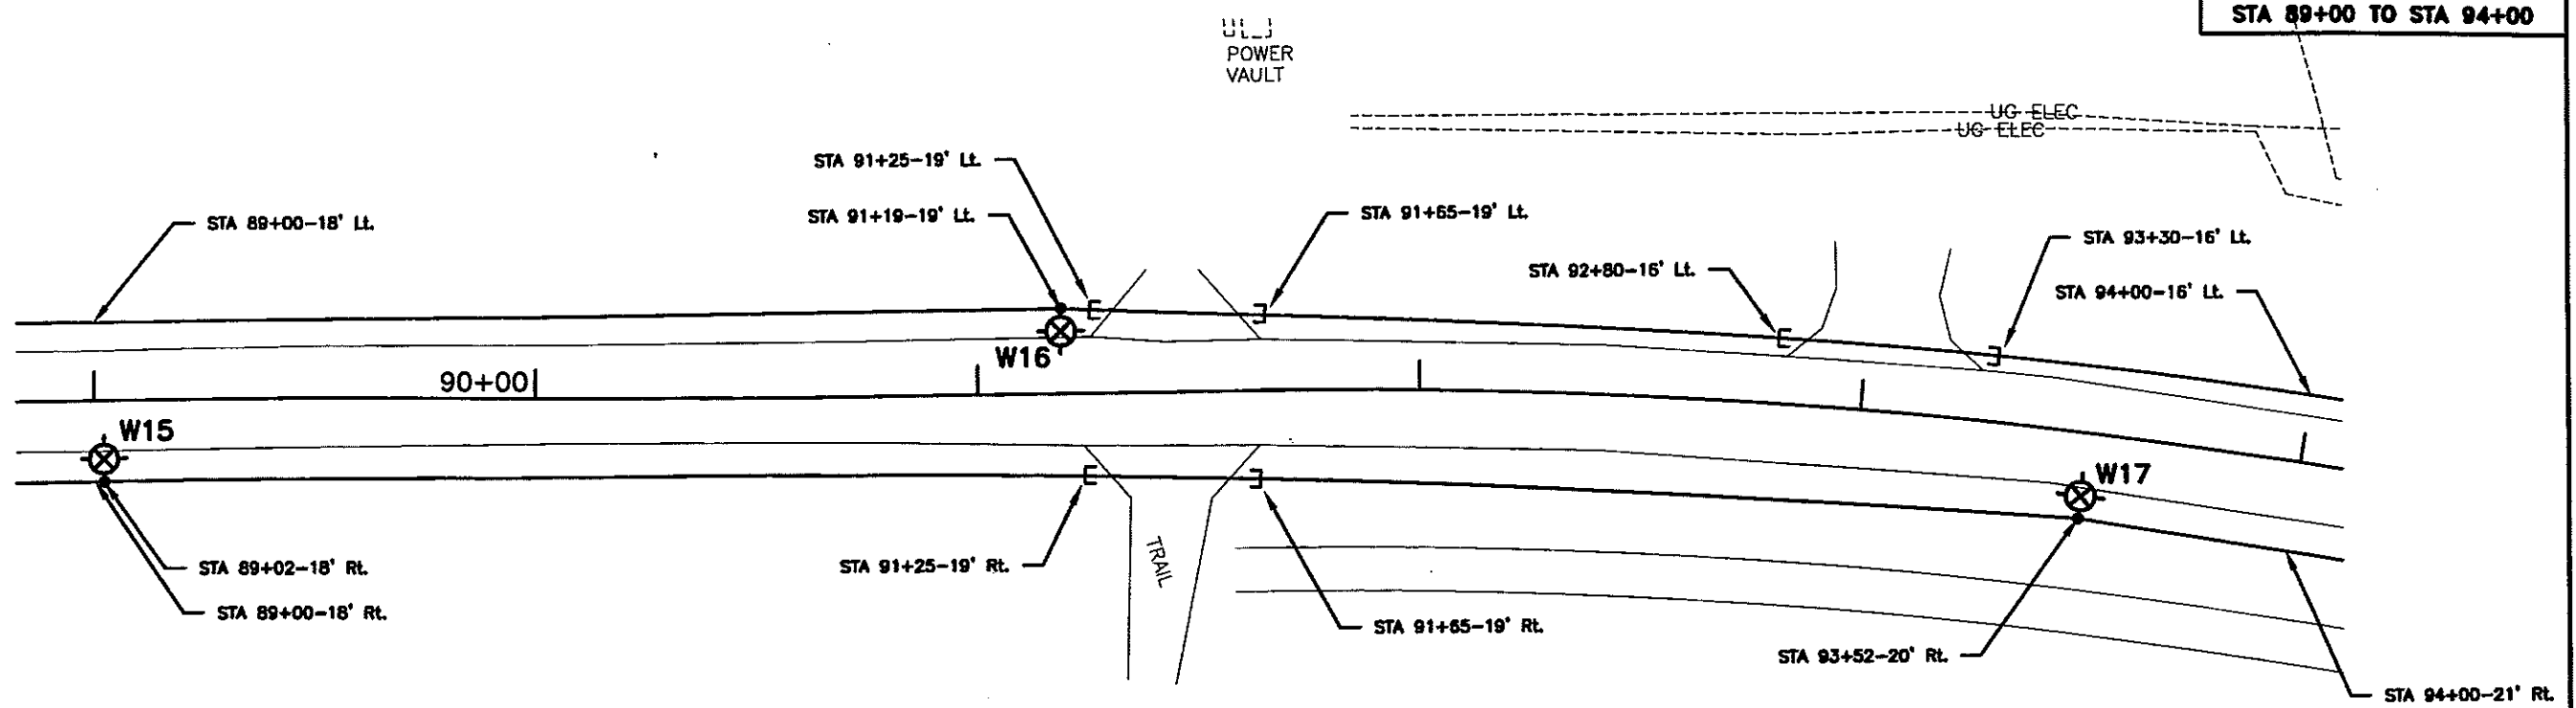 STA 89+00 TO STA 94+00
POWER
VAULT
UG ELEC
UG ELEC
STA 91+25-19' Lt.
STA 91+19-19' Lt.
STA 89+00-18' Lt.
STA 91+65-19' Lt.
STA 93+30-16' Lt.
STA 92+80-16' Lt.
STA 94+00-16' Lt.
W16
90+00
W15
W17
STA 89+02-18' Rt.
STA 89+00-18' Rt.
STA 91+25-19' Rt.
TRAIL
STA 91+65-19' Rt.
STA 93+52-20' Rt.
STA 94+00-21' Rt.